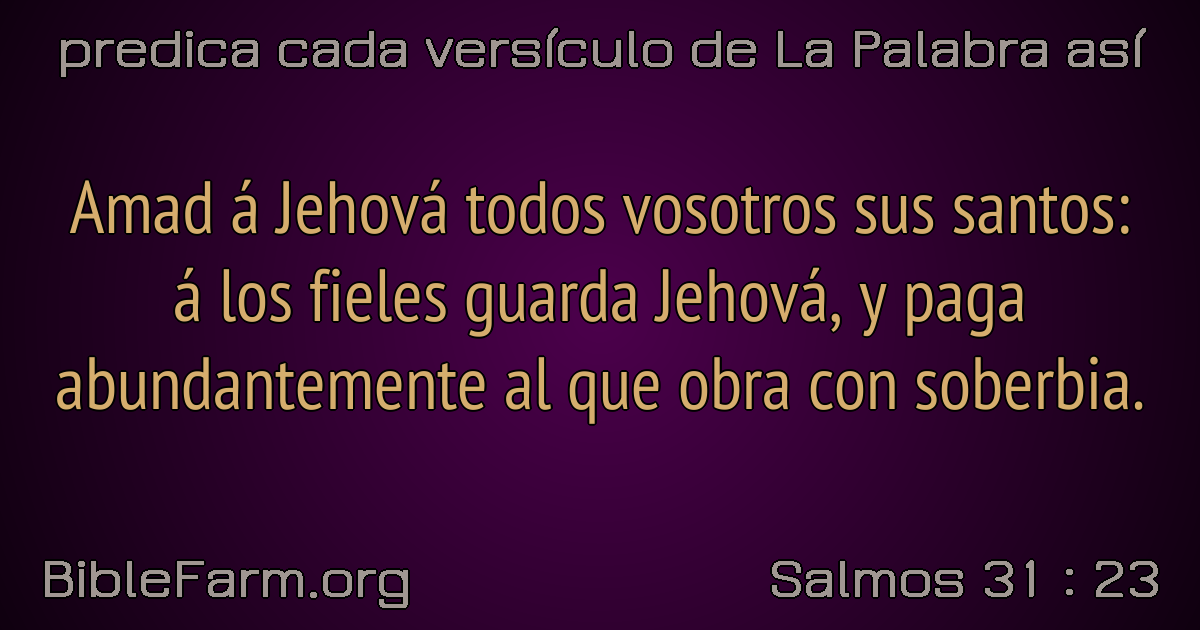 predica cada versículo de La Palabra así
Amad á Jehová todos vosotros sus santos:
á los fieles guarda Jehová, y paga
abundantemente al que obra con soberbia.
BibleFarm.org
Salmos 31 : 23